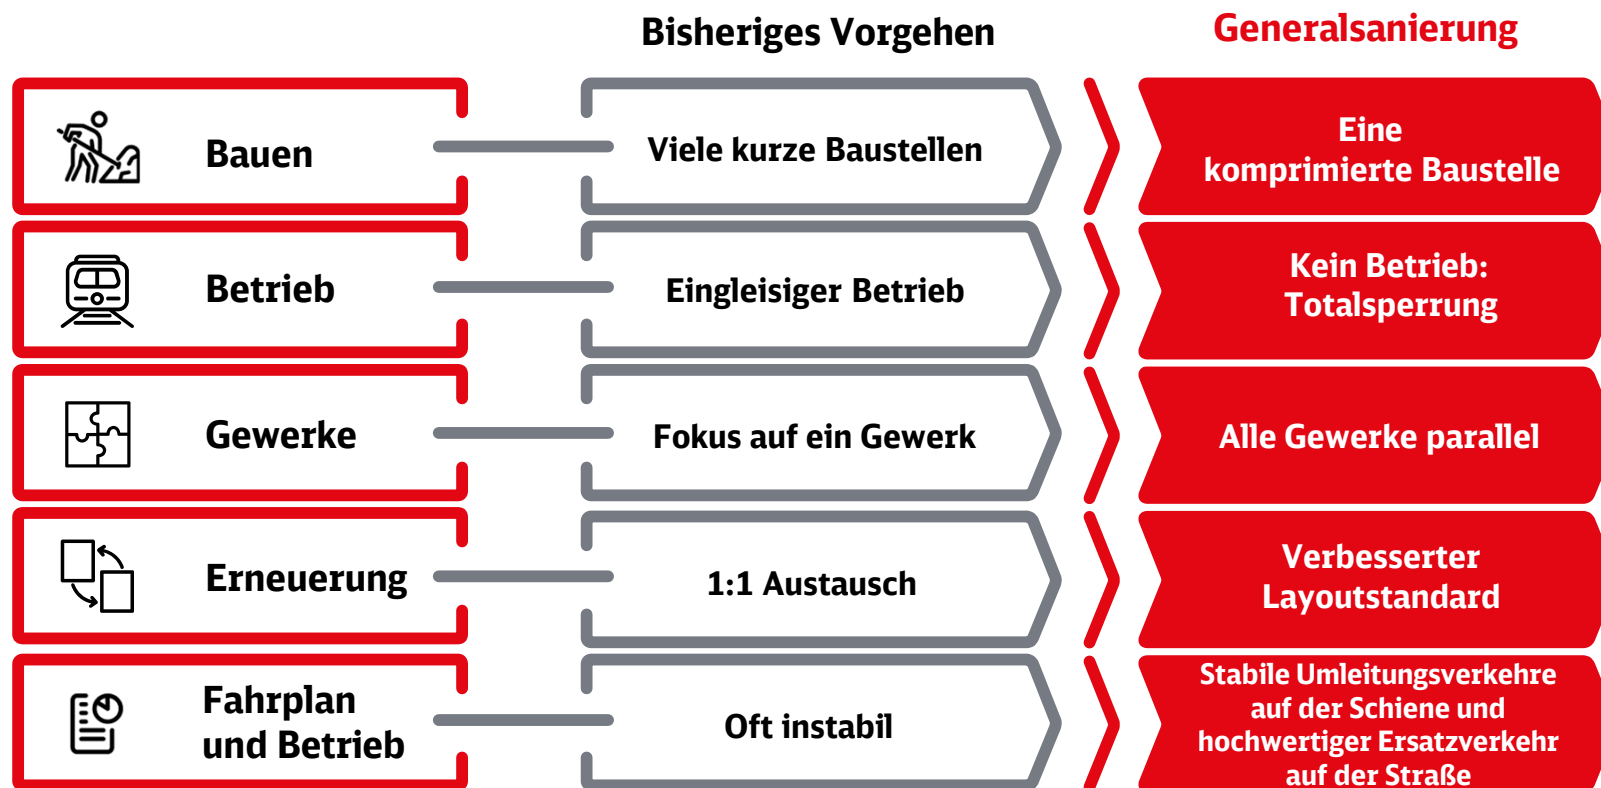 Bisheriges Vorgehen
Generalsanierung
Bauen
Viele kurze Baustellen
Eine
komprimierte Baustelle
Betrieb
Eingleisiger Betrieb
Kein Betrieb:
Totalsperrung
Gewerke
Fokus auf ein Gewerk
Alle Gewerke parallel
Erneuerung
1:1 Austausch
Verbesserter
Layoutstandard
Fahrplan
und Betrieb
Oft instabil
Stabile Umleitungsverkehre
auf der Schiene und
hochwertiger Ersatzverkehr
auf der Straße